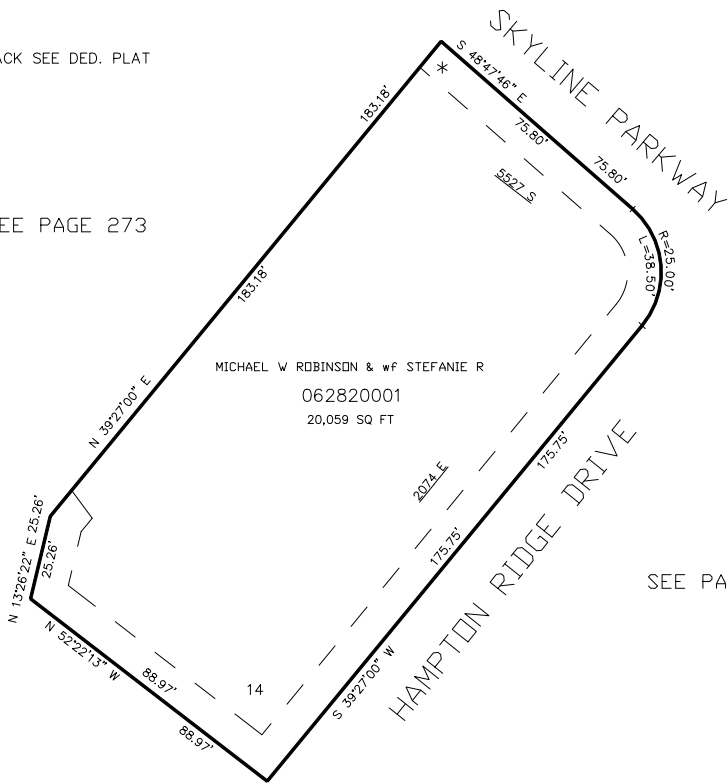 ACK SEE DED. PLAT
SKYLINE PARKWAY
*
S 48°47'46" E
75.80'
75.80'
183.18'
5527 S
EE PAGE 273
R=25.00'
L=38.50'
183.18'
MICHAEL W ROBINSON & wf STEFANIE R
062820001
20,059 SQ FT
N 39°27'00" E
2074 E
175.75'
175.75'
HAMPTON RIDGE DRIVE
N 13°26'22" E 25.26'
25.26'
SEE PA
N 52°22'13" W
88.97'
88.97'
14
S 39°27'00" W